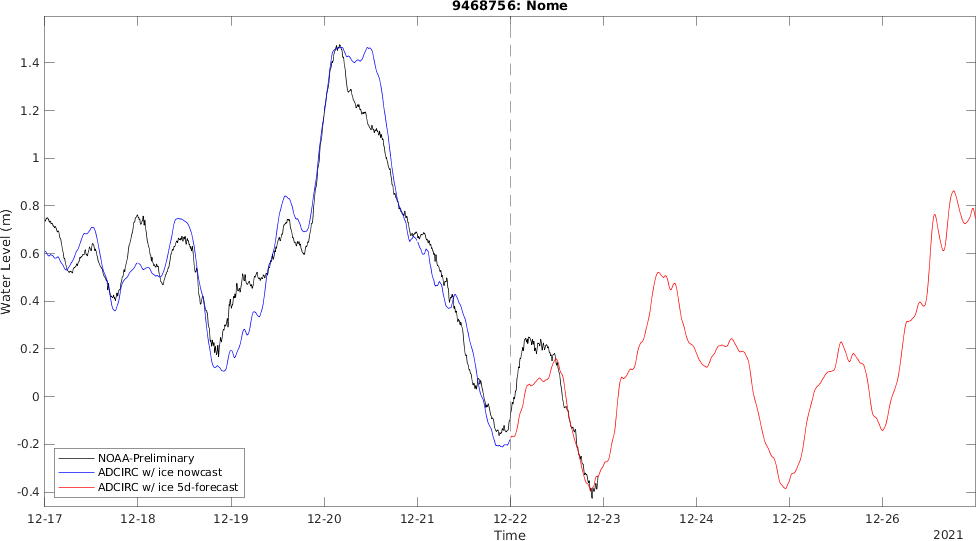 9468756: Nome
1.4
1.2
1
0.8
0.6
0.4
0.2
0
-0.2
-0.4
Water Level (m)
NOAA-Preliminary
ADCIRC w/ ice nowcast
ADCIRC w/ ice 5d-forecast
12-17 12-18 12-19 12-20 12-21 12-22 12-23 12-24 12-25 12-26
Time
2021